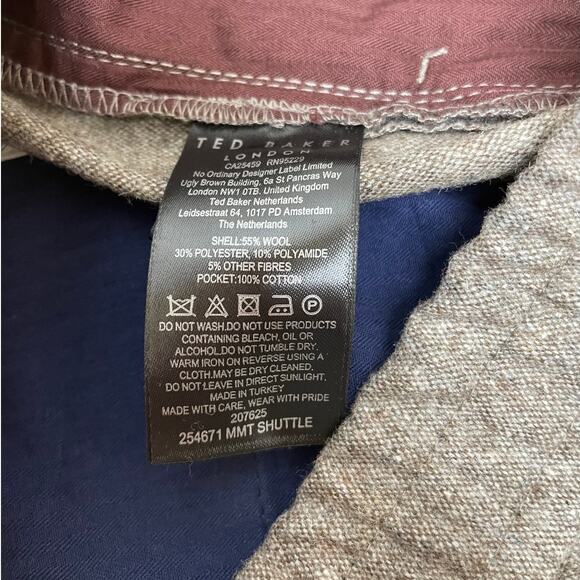 TED BAKER
LONDON
CA25459 RN95229
No Ordinary Designer Label Limited
Ugly Brown Building, 6a St Pancras Way
London NW1 0TB. United Kingdom
Ted Baker Netherlands
Leidsestraat 64, 1017 PD Amsterdam
The Netherlands
SHELL:55% WOOL
30% POLYESTER, 10% POLYAMIDE
5% OTHER FIBRES
POCKET:100% COTTON
P
DO NOT WASH.DO NOT USE PRODUCTS
CONTAINING BLEACH, OIL OR
ALCOHOL.DO NOT TUMBLE DRY.
WARM IRON ON REVERSE USING A
CLOTH.MAY BE DRY CLEANED.
DO NOT LEAVE IN DIRECT SUNLIGHT.
MADE IN TURKEY
MADE WITH CARE, WEAR WITH PRIDE
207625
254671 MMT SHUTTLE